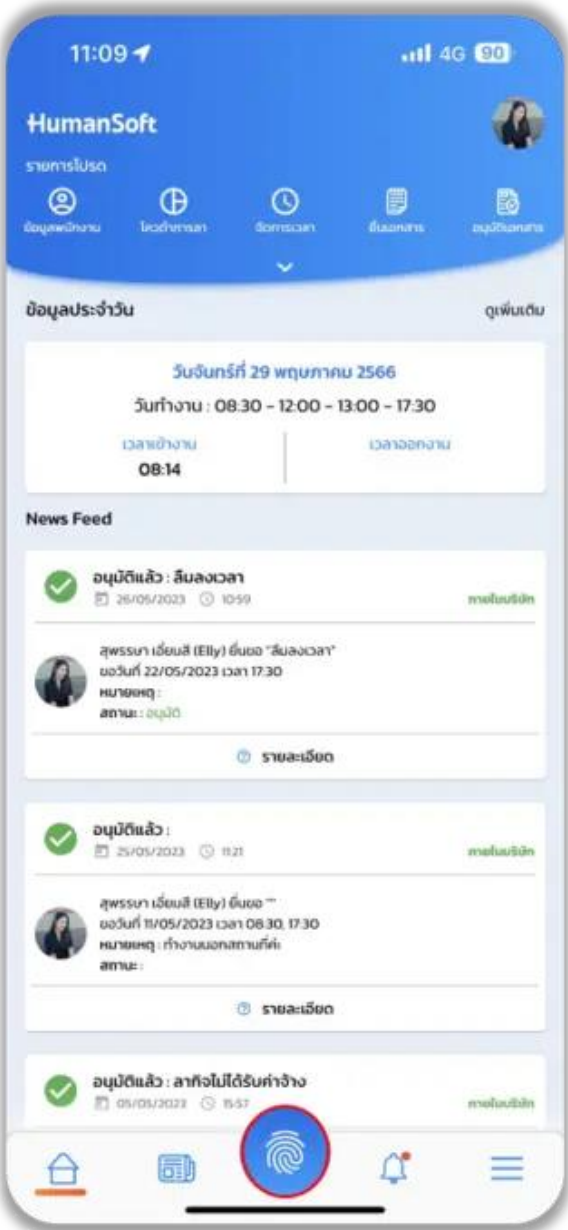 11:09
4G 90
HumanSoft
รายการโปรด
ข้อมูลพนักงาน โควต้าการลา จัดการเวลา ยื่นเอกสาร อนุมัติเอกสาร
ข้อมูลประจำวัน ดูเพิ่มเติม
วันจันทร์ที่ 29 พฤษภาคม 2566
วันทำงาน : 08:30 - 12:00 - 13:00 - 17:30
เวลาเข้างาน เวลาออกงาน
08:14
News Feed
อนุมัติแล้ว : ลืมลงเวลา
26/05/2023 10:59 ภายในบริษัท
สุพรรษา เอี่ยมสี (Elly) ยื่นขอ "ลืมลงเวลา"
ขอวันที่ 22/05/2023 เวลา 17:30
หมายเหตุ :
สถานะ : อนุมัติ
รายละเอียด
อนุมัติแล้ว :
25/05/2023 11:21 ภายในบริษัท
สุพรรษา เอี่ยมสี (Elly) ยื่นขอ ""
ขอวันที่ 11/05/2023 เวลา 08:30, 17:30
หมายเหตุ : ทำงานนอกสถานที่ค่ะ
สถานะ :
รายละเอียด
อนุมัติแล้ว : ลากิจไม่ได้รับค่าจ้าง
05/05/2023 15:57 ภายในบริษัท